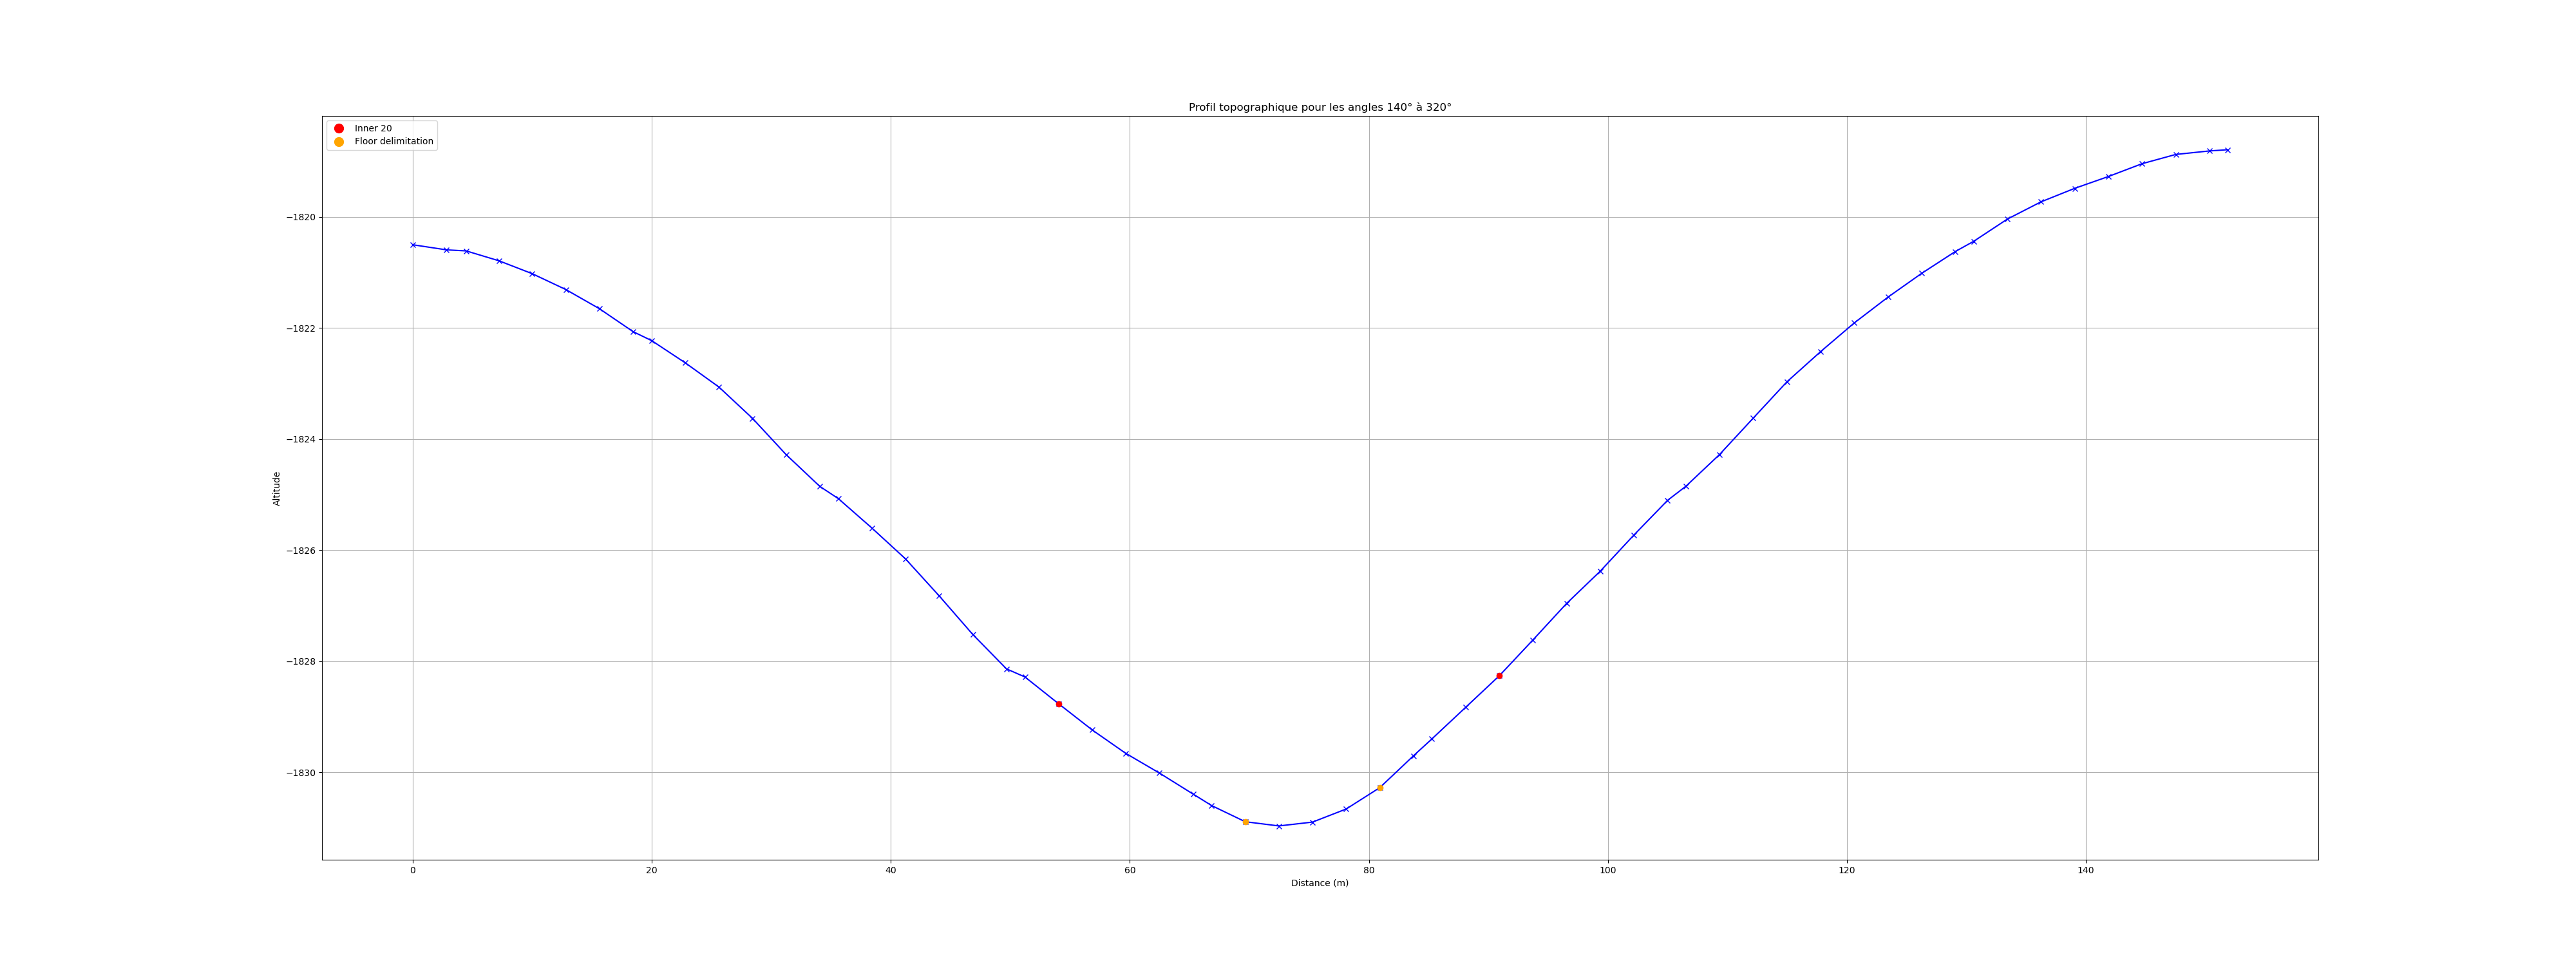 Profil topographique pour les angles 140° à 320°
Inner 20
Floor delimitation
−1820
−1822
−1824
−1826
−1828
−1830
Altitude
0 20 40 60 80 100 120 140
Distance (m)